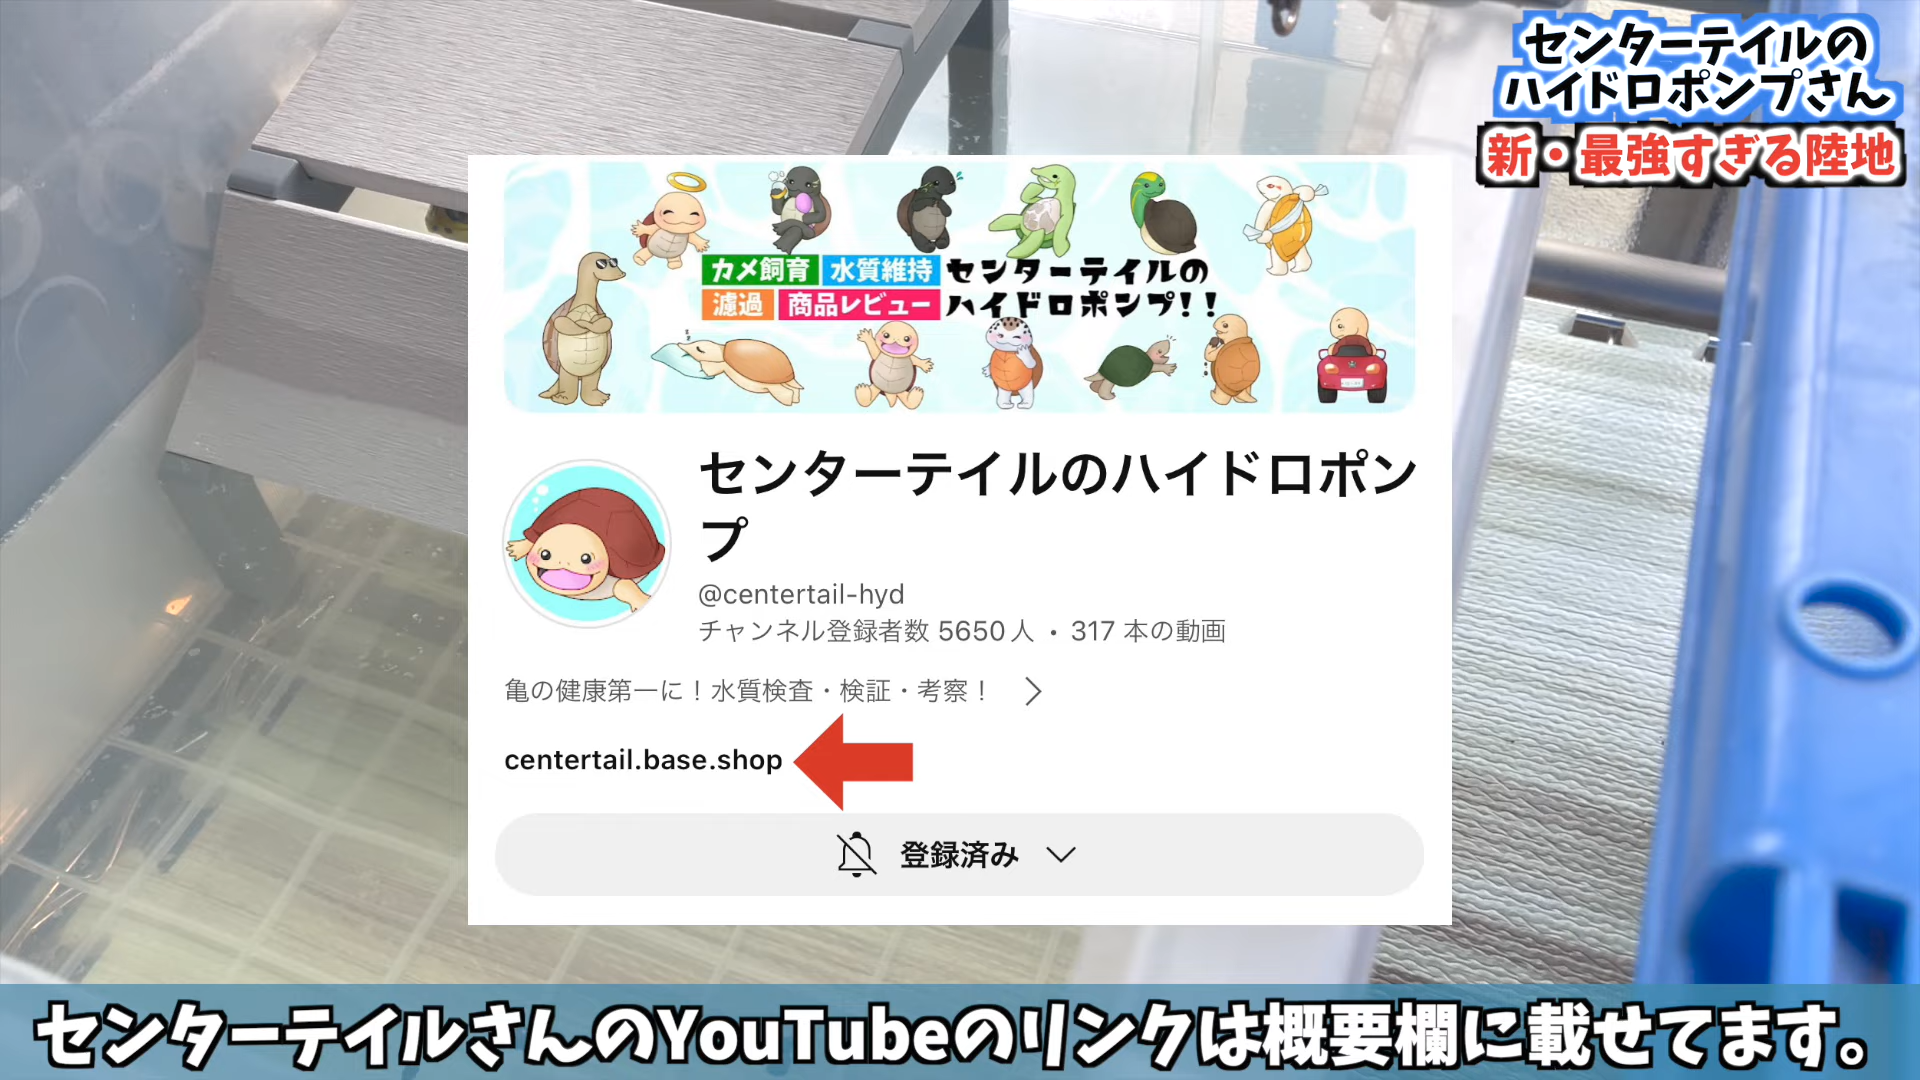 センターテイルの
ハイドロポンプさん
新・最強すぎる陸地
カメ飼育 水質維持 センターテイルの
濾過 商品レビュー ハイドロポンプ!!
センターテイルのハイドロポン
プ
@centertail-hyd
チャンネル登録者数 5650人 • 317 本の動画
亀の健康第一に！水質検査・検証・考察！
centertail.base.shop
登録済み
センターテイルさんのYouTubeのリンクは概要欄に載せてます。